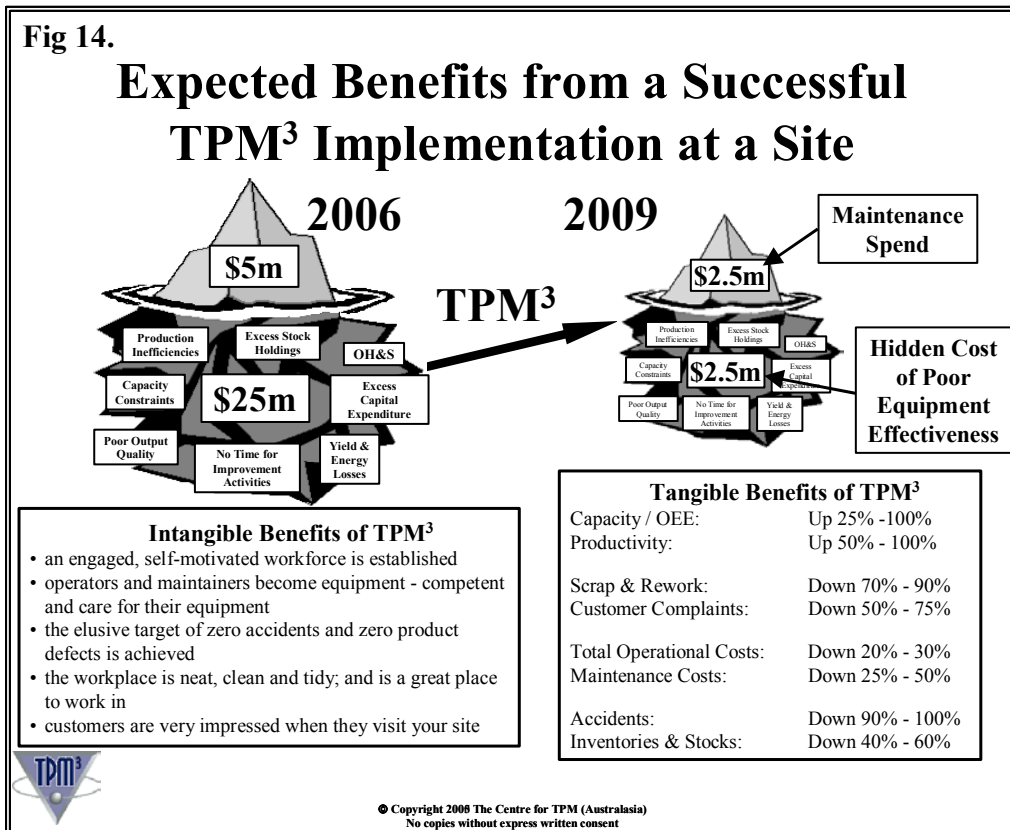 Fig 14.
Expected Benefits from a Successful
TPM³ Implementation at a Site
2006
$5m
Production
Inefficiencies
Excess Stock
Holdings
OH&S
Capacity
Constraints
$25m
Excess
Capital
Expenditure
Poor Output
Quality
No Time for
Improvement
Activities
Yield &
Energy
Losses
TPM³
2009
$2.5m
Maintenance
Spend
Production
Inefficiencies
Excess Stock
Holdings
OH&S
Capacity
Constraints
$2.5m
Excess
Capital
Expenditure
Poor Output
Quality
No Time for
Improvement
Activities
Yield &
Energy
Losses
Hidden Cost
of Poor
Equipment
Effectiveness
Intangible Benefits of TPM³
• an engaged, self-motivated workforce is established
• operators and maintainers become equipment - competent
and care for their equipment
• the elusive target of zero accidents and zero product
defects is achieved
• the workplace is neat, clean and tidy; and is a great place
to work in
• customers are very impressed when they visit your site
Tangible Benefits of TPM³
Capacity / OEE: Up 25% -100%
Productivity: Up 50% - 100%
Scrap & Rework: Down 70% - 90%
Customer Complaints: Down 50% - 75%
Total Operational Costs: Down 20% - 30%
Maintenance Costs: Down 25% - 50%
Accidents: Down 90% - 100%
Inventories & Stocks: Down 40% - 60%
TPM³
© Copyright The Centre for TPM (Australasia)
No copies without express written consent